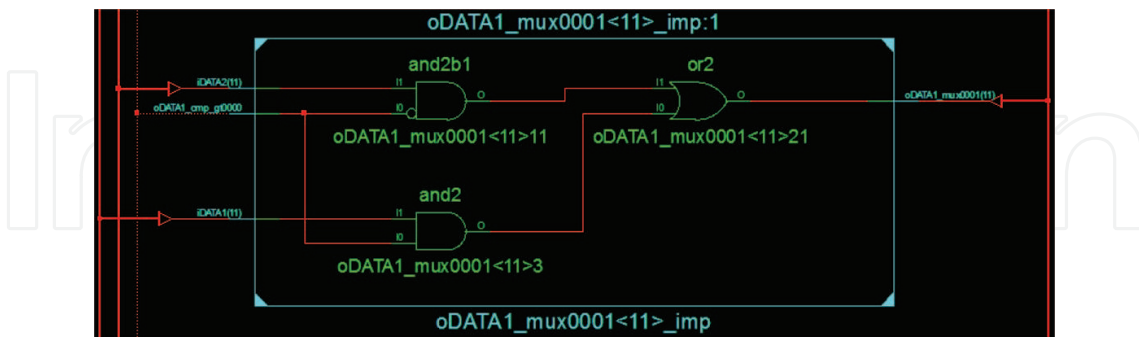 oDATA1_mux0001<11>_imp:1
and2b1
or2
iDATA2(11)
I1
O
I1
O
oDATA1_mux0001(11)
oDATA1_cmp_gt0000
I0
I0
oDATA1_mux0001<11>11
oDATA1_mux0001<11>21
and2
iDATA1(11)
I1
O
I0
oDATA1_mux0001<11>3
oDATA1_mux0001<11>_imp